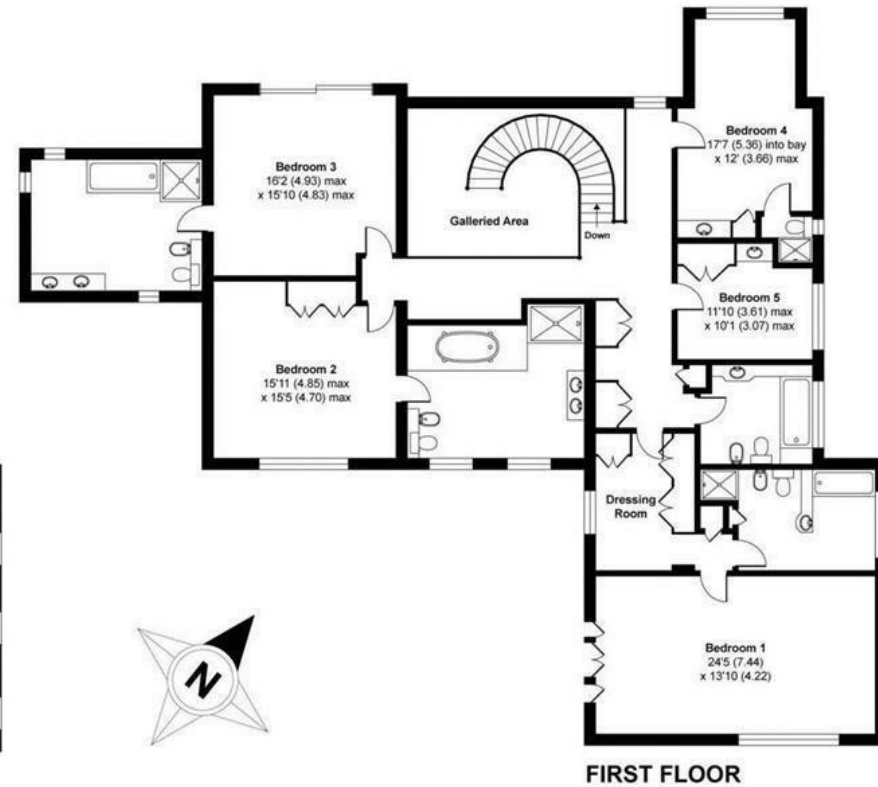 Bedroom 4
17'7 (5.36) into bay
x 12' (3.66) max
Bedroom 3
16'2 (4.93) max
x 15'10 (4.83) max
Galleried Area
Down
Bedroom 5
11'10 (3.61) max
x 10'1 (3.07) max
Bedroom 2
15'11 (4.85) max
x 15'5 (4.70) max
Dressing
Room
N
Bedroom 1
24'5 (7.44)
x 13'10 (4.22)
FIRST FLOOR